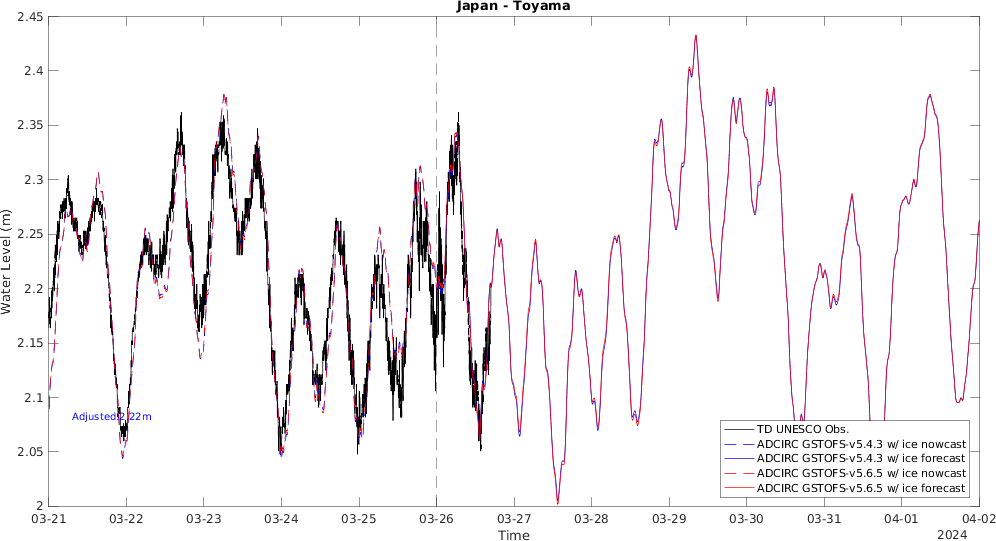 Japan - Toyama
2.45
2.4
2.35
2.3
2.25
2.2
2.15
2.1
2.05
2
Water Level (m)
Adjusted:2.22m
TD UNESCO Obs.
ADCIRC GSTOFS-v5.4.3 w/ ice nowcast
ADCIRC GSTOFS-v5.4.3 w/ ice forecast
ADCIRC GSTOFS-v5.6.5 w/ ice nowcast
ADCIRC GSTOFS-v5.6.5 w/ ice forecast
03-21 03-22 03-23 03-24 03-25 03-26 03-27 03-28 03-29 03-30 03-31 04-01 04-02
Time
2024